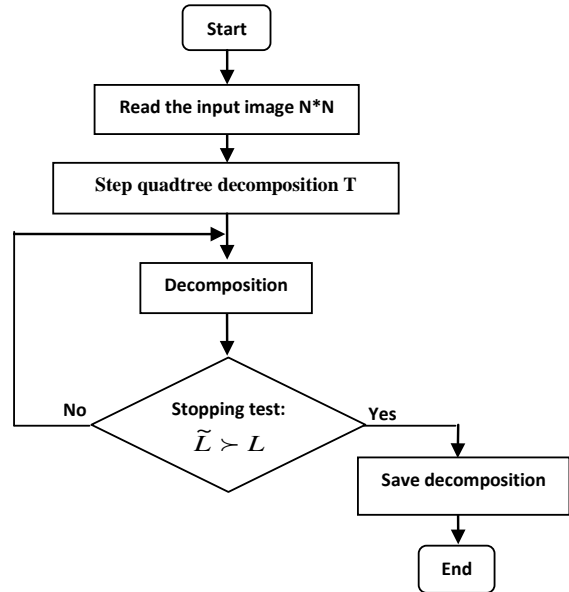 Start
Read the input image N*N
Step quadtree decomposition T
Decomposition
No
Stopping test:
Yes
L̃ ≻ L
Save decomposition
End